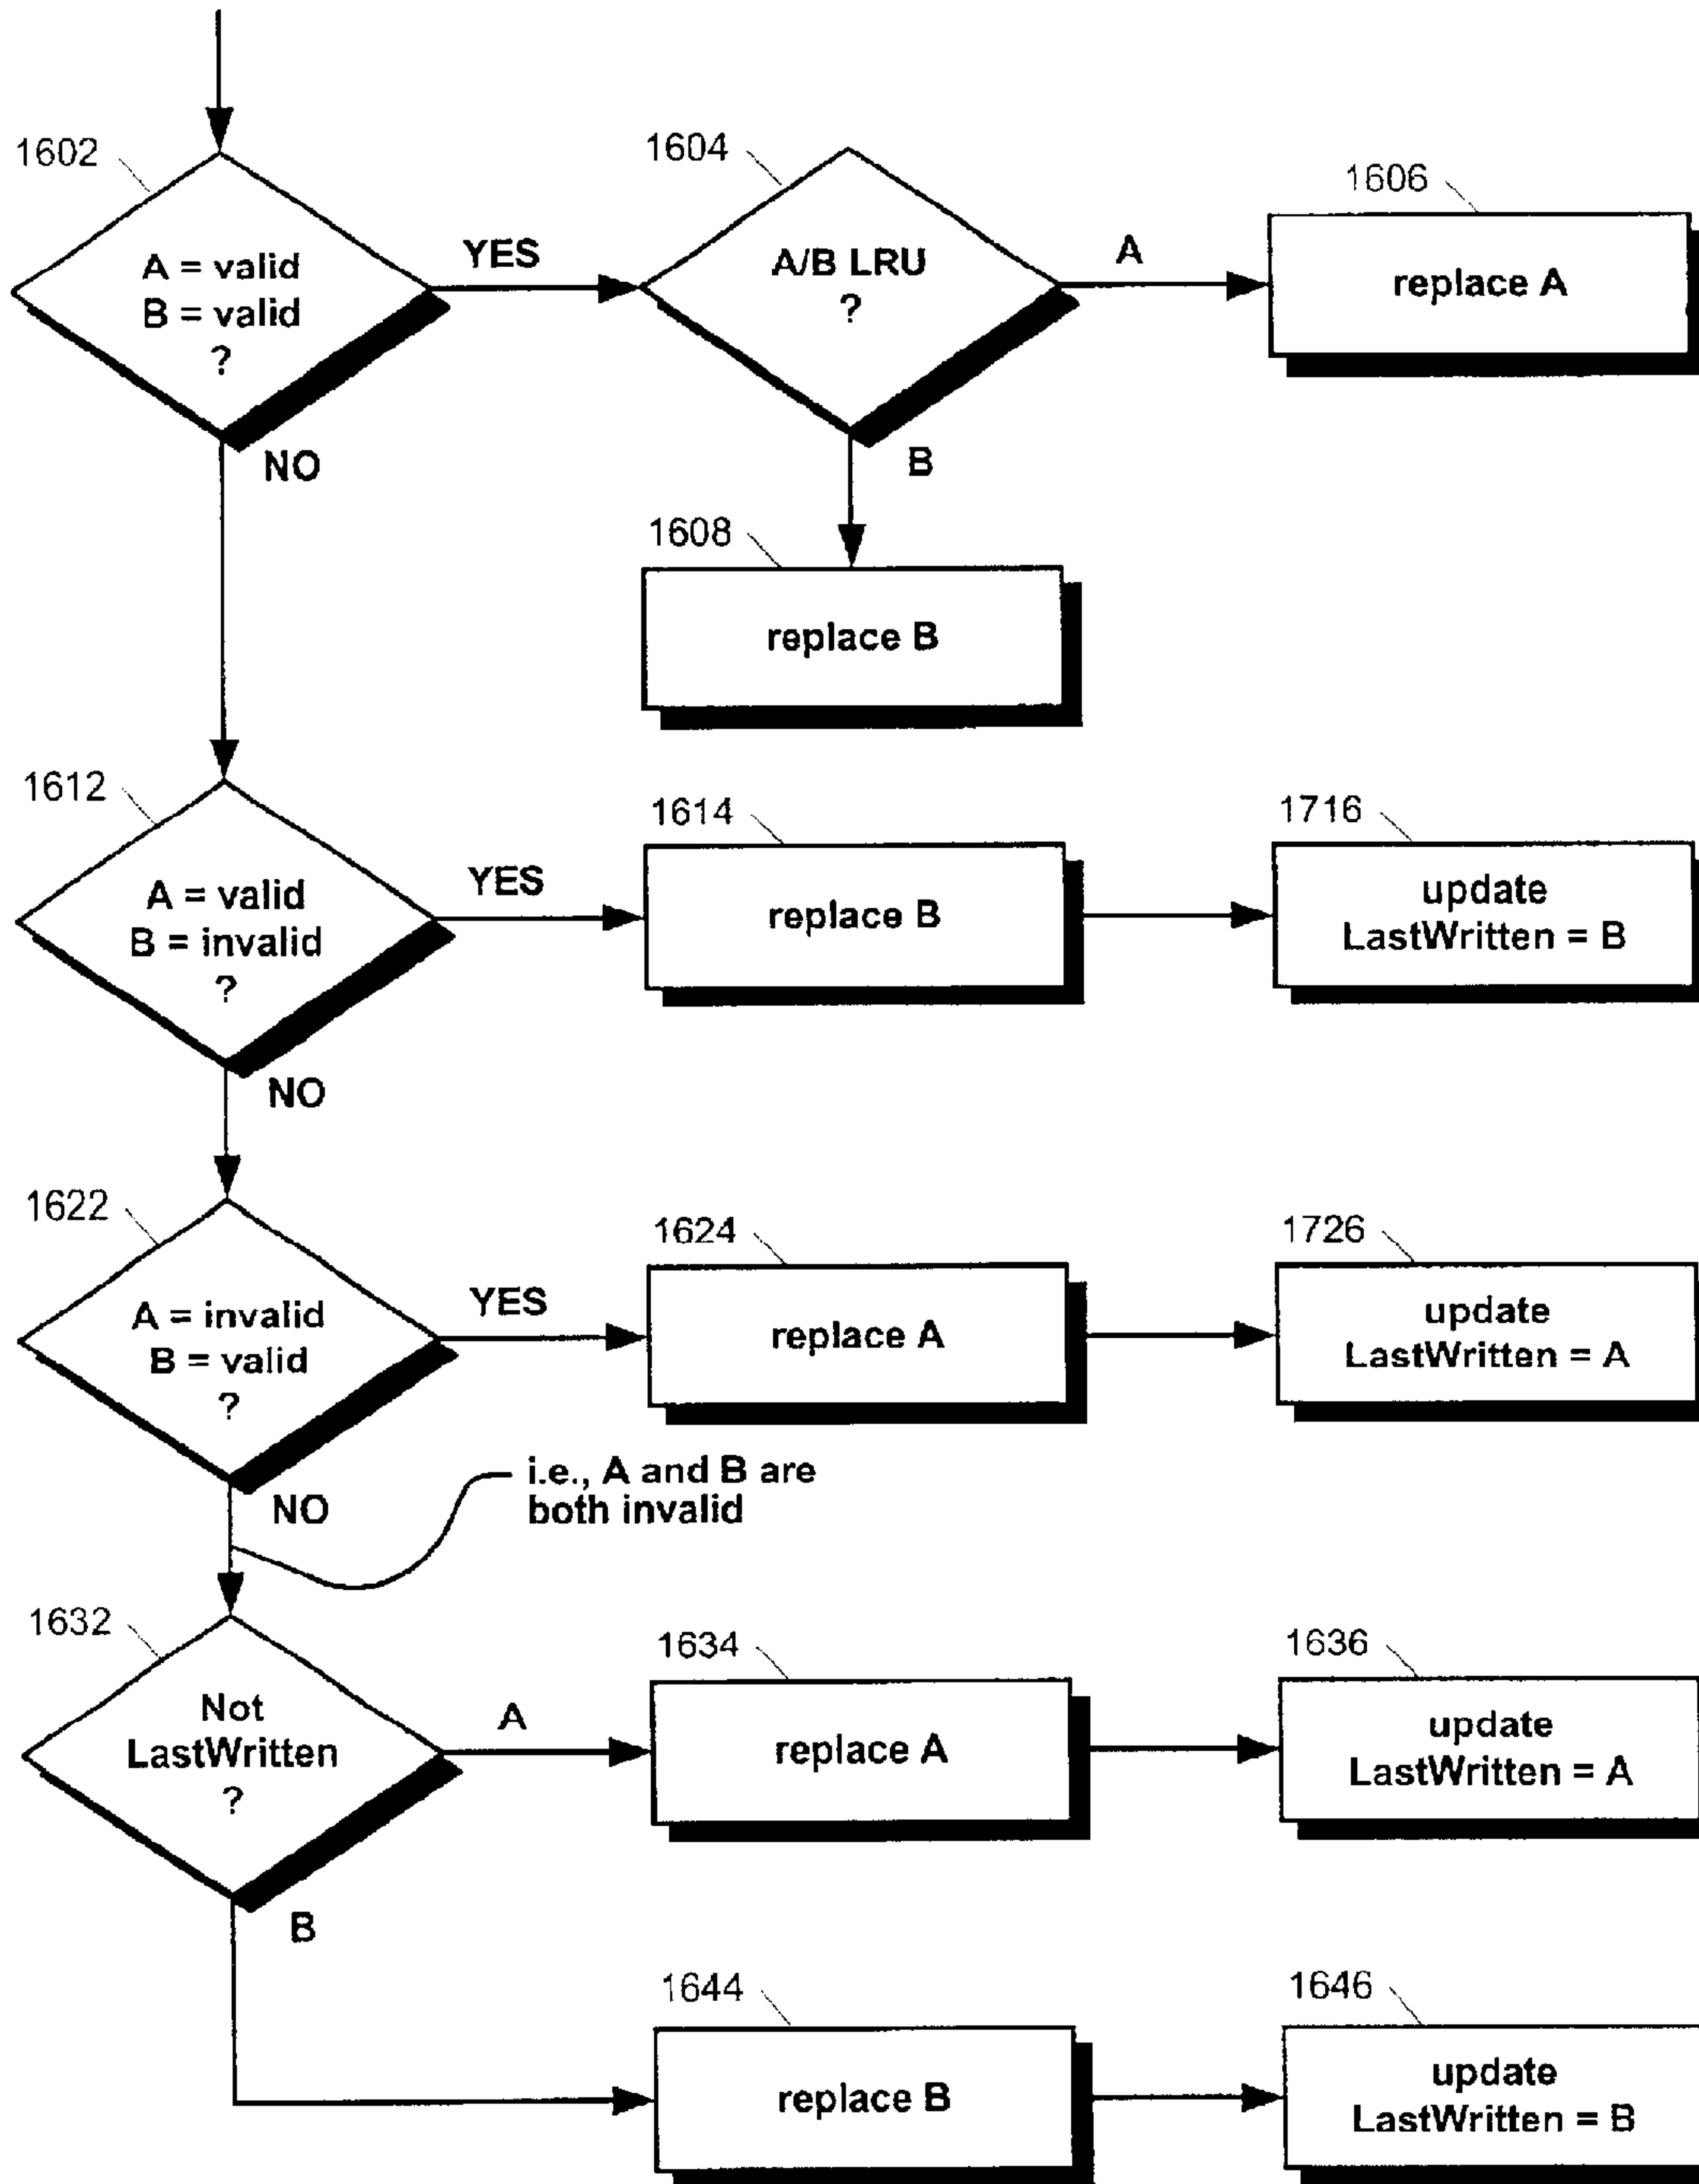 1602
A = valid
B = valid
?
YES
NO
1604
A/B LRU
?
A
B
1606
replace A
1608
replace B
1612
A = valid
B = invalid
?
YES
NO
1614
replace B
1716
update
LastWritten = B
1622
A = invalid
B = valid
?
YES
NO
1624
replace A
1726
update
LastWritten = A
i.e., A and B are
both invalid
1632
Not
LastWritten
?
A
B
1634
replace A
1636
update
LastWritten = A
1644
replace B
1646
update
LastWritten = B